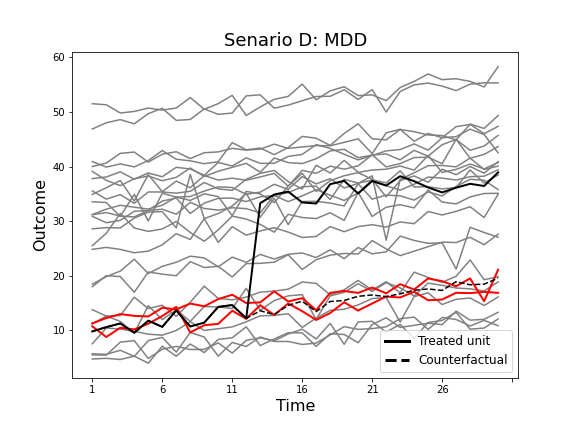 Senario D: MDD
60
50
40
30
20
10
Outcome
1 6 11 16 21 26
Time
Treated unit
Counterfactual